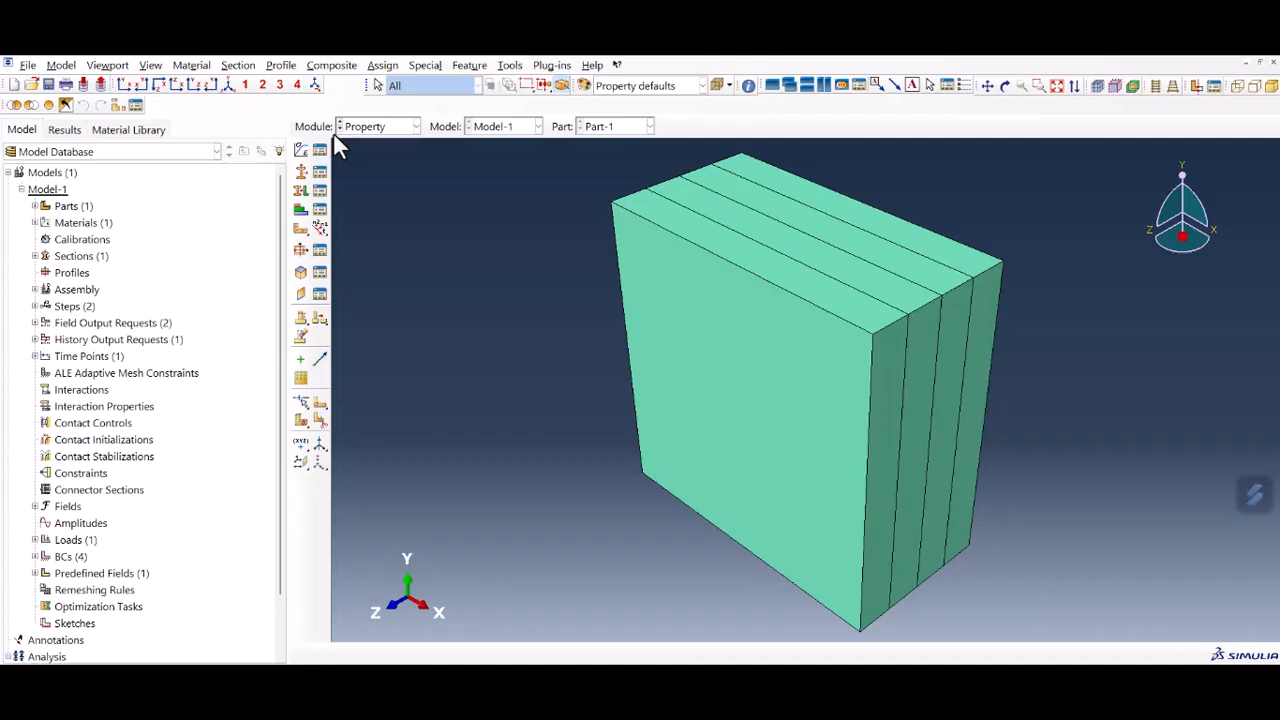 File Model Viewport View Material Section Profile Composite Assign Special Feature Tools Plug-ins Help
1 2 3 4 All Property defaults
Model Results Material Library Module: Property Model: Model-1 Part: Part-1
Model Database
Models (1)
Model-1
Parts (1)
Materials (1)
Calibrations
Sections (1)
Profiles
Assembly
Steps (2)
Field Output Requests (2)
History Output Requests (1)
Time Points (1)
ALE Adaptive Mesh Constraints
Interactions
Interaction Properties
Contact Controls
Contact Initializations
Contact Stabilizations
Constraints
Connector Sections
Fields
Amplitudes
Loads (1)
BCs (4)
Predefined Fields (1)
Remeshing Rules
Optimization Tasks
Sketches
Annotations
Analysis
Y
Z X
Y
Z X
SIMULIA